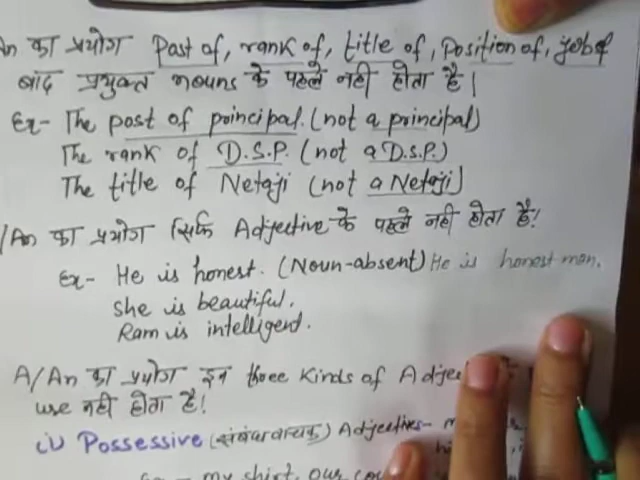 An का प्रयोग Post of, rank of, title of, Position of, job of
बाद प्रयुक्त nouns के पहले नही होता है।
Ex- The post of principal. (not a principal)
The rank of D.S.P. (not a D.S.P.)
The title of Netaji (not a Netaji)
/An का प्रयोग सिर्फ Adjective के पहले नही होता है!
Ex- He is honest. (Noun-absent) He is honest man.
She is beautiful.
Ram is intelligent.
A/An का प्रयोग इन three Kinds of Adje
use नही होता है!
(i) Possessive (संबंधवाचक) Adjectives-
my shirt, our